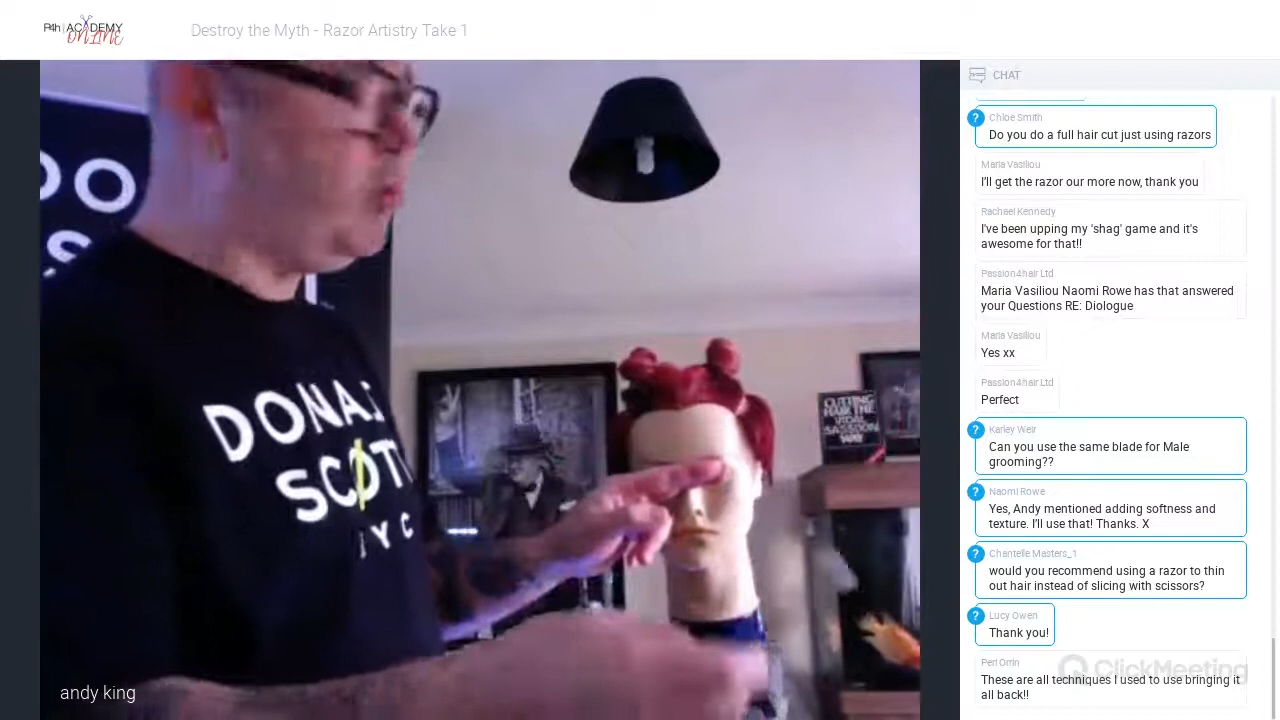 P4h ACADEMY
ONLINE
Destroy the Myth - Razor Artistry Take 1
CHAT
Chloe Smith
Do you do a full hair cut just using razors
Maria Vasiliou
I'll get the razor our more now, thank you
Rachael Kennedy
I've been upping my 'shag' game and it's
awesome for that!!
Passion4hair Ltd
Maria Vasiliou Naomi Rowe has that answered
your Questions RE: Diologue
Maria Vasiliou
Yes xx
Passion4hair Ltd
Perfect
Karley Weir
Can you use the same blade for Male
grooming??
Naomi Rowe
Yes, Andy mentioned adding softness and
texture. I'll use that! Thanks. X
Chantelle Masters_1
would you recommend using a razor to thin
out hair instead of slicing with scissors?
Lucy Owen
Thank you!
Perl Orrin
These are all techniques I used to use bringing it
all back!!
ClickMeeting
DO
S
DONAL
SCOTT
NYC
CUTTING
HAIR THE
VIDAL
SASSOON
WAY
andy king